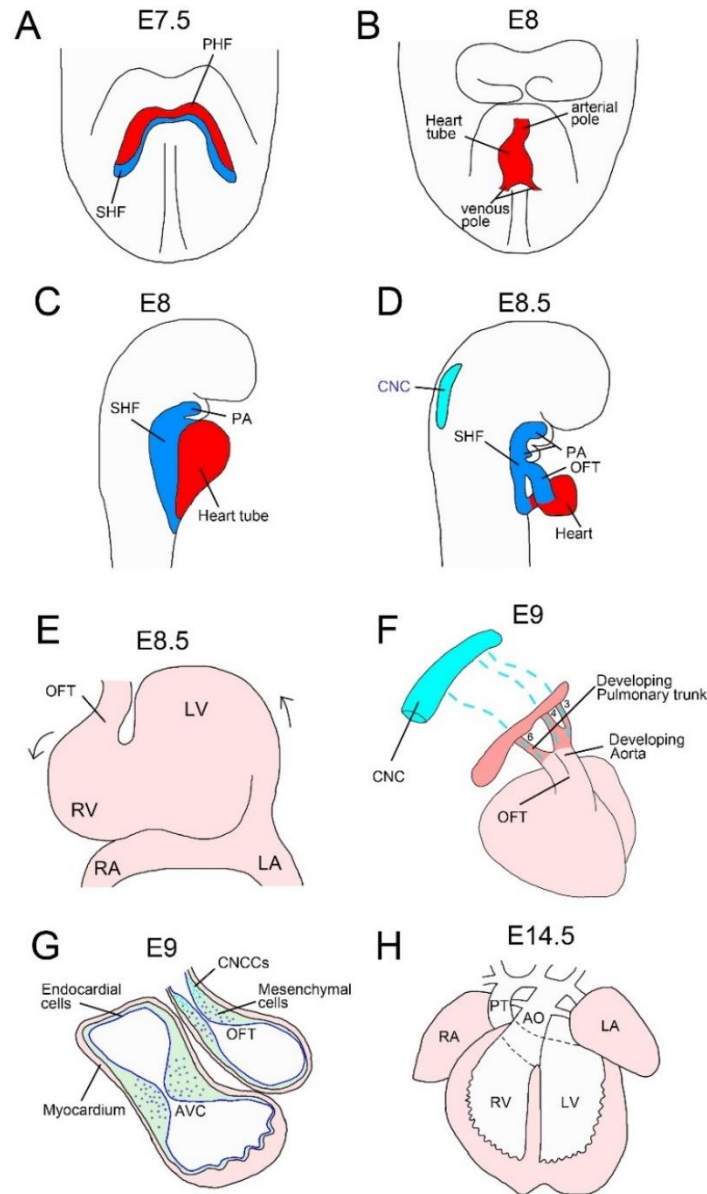 A
E7.5
PHF
SHF
B
E8
Heart
tube
arterial
pole
venous
pole
C
E8
SHF
PA
Heart tube
D
E8.5
CNC
SHF
PA
OFT
Heart
E
E8.5
OFT
LV
RV
RA
LA
F
E9
Developing
Pulmonary trunk
3
4
6
Developing
Aorta
CNC
OFT
G
E9
CNCCs
Endocardial
cells
Mesenchymal
cells
OFT
Myocardium
AVC
H
E14.5
PT
AO
RA
LA
RV
LV